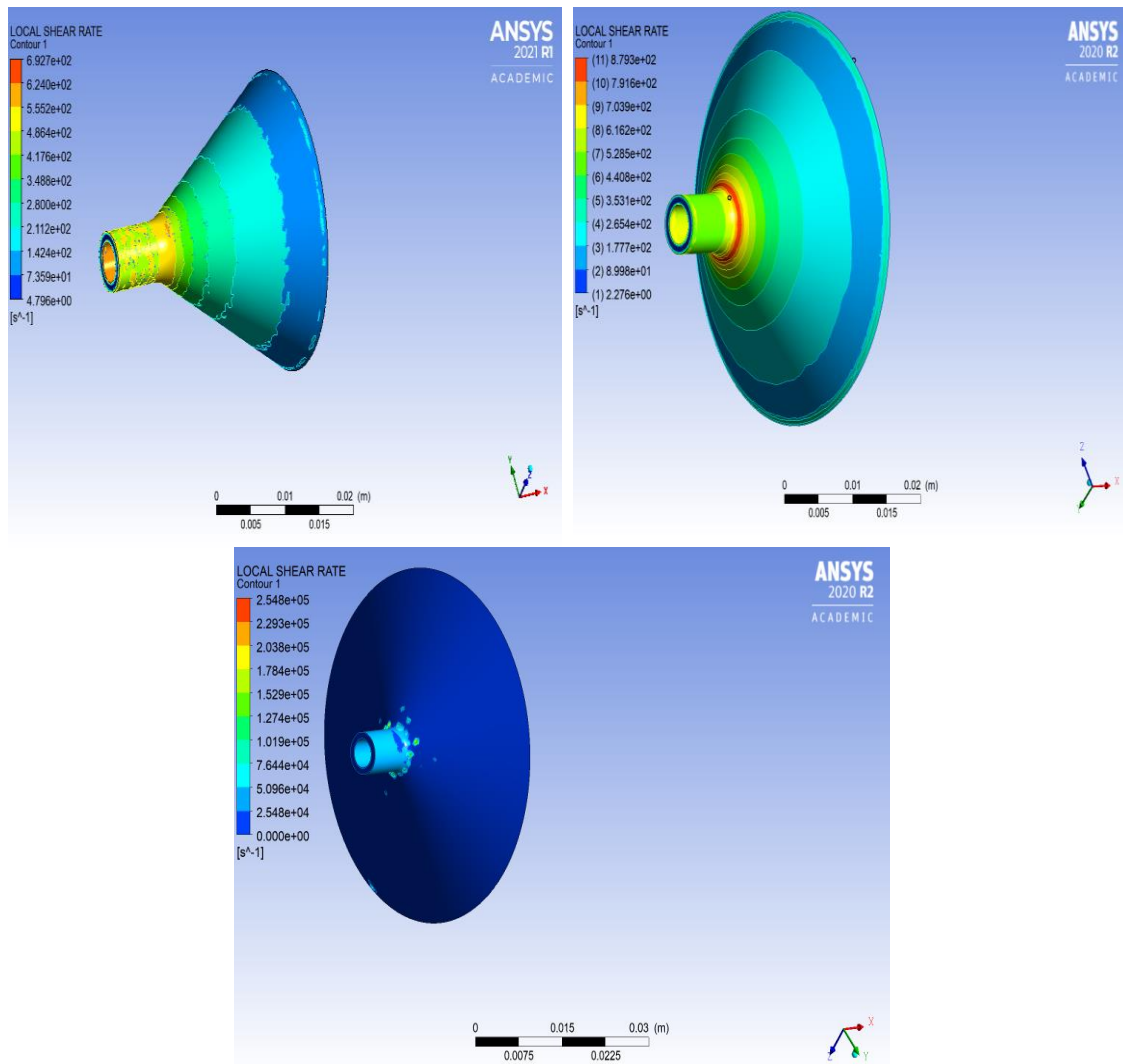 LOCAL SHEAR RATE
Contour 1
6.927e+02
6.240e+02
5.552e+02
4.864e+02
4.176e+02
3.488e+02
2.800e+02
2.112e+02
1.424e+02
7.359e+01
4.796e+00
[s^-1]
ANSYS
2021 R1
ACADEMIC
Y
Z
X
0 0.01 0.02 (m)
0.005 0.015
LOCAL SHEAR RATE
Contour 1
(11) 8.793e+02
(10) 7.916e+02
(9) 7.039e+02
(8) 6.162e+02
(7) 5.285e+02
(6) 4.408e+02
(5) 3.531e+02
(4) 2.654e+02
(3) 1.777e+02
(2) 8.998e+01
(1) 2.276e+00
[s^-1]
ANSYS
2020 R2
ACADEMIC
Z
X
0 0.01 0.02 (m)
0.005 0.015
LOCAL SHEAR RATE
Contour 1
2.548e+05
2.293e+05
2.038e+05
1.784e+05
1.529e+05
1.274e+05
1.019e+05
7.644e+04
5.096e+04
2.548e+04
0.000e+00
[s^-1]
ANSYS
2020 R2
ACADEMIC
0 0.015 0.03 (m)
0.0075 0.0225
X
Z
Y